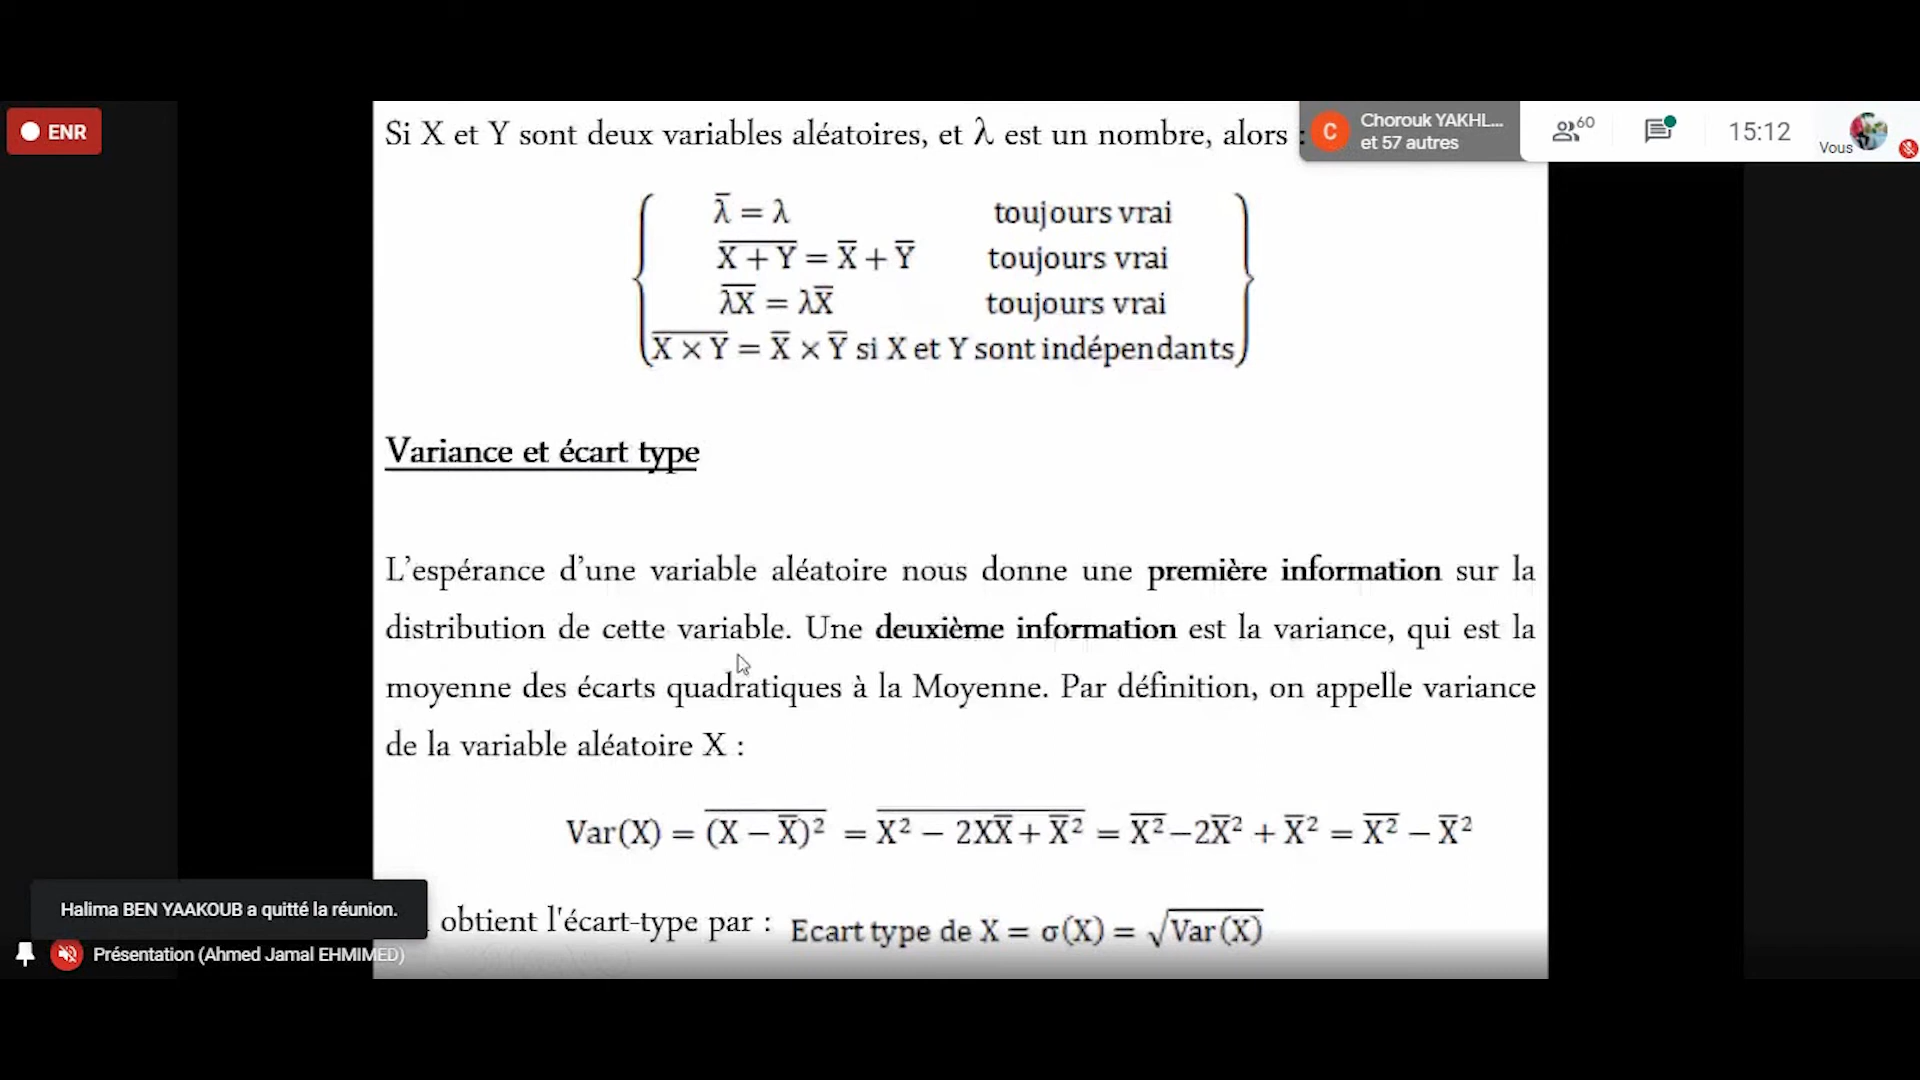 ENR
Si X et Y sont deux variables aléatoires, et λ est un nombre, alors :
Chorouk YAKHL...
et 57 autres
C
60
15:12
Vous
λ̄ = λ toujours vrai
X̅ ̅+̅ ̅Y̅ = X̅ + Y̅ toujours vrai
λ̅X̅ = λX̅ toujours vrai
X̅ ̅×̅ ̅Y̅ = X̅ × Y̅ si X et Y sont indépendants
Variance et écart type
L’espérance d’une variable aléatoire nous donne une première information sur la
distribution de cette variable. Une deuxième information est la variance, qui est la
moyenne des écarts quadratiques à la Moyenne. Par définition, on appelle variance
de la variable aléatoire X :
Var(X) = (̅X̅ ̅−̅ ̅X̅)̅²̅ = X̅²̅ ̅−̅ ̅2̅X̅X̅ ̅+̅ ̅X̅²̅ = X̅²̅ −2X̅² + X̅² = X̅²̅ − X̅²
obtient l'écart-type par : Ecart type de X = σ(X) = √Var(X)
Halima BEN YAAKOUB a quitté la réunion.
Présentation (Ahmed Jamal EHMIMED)